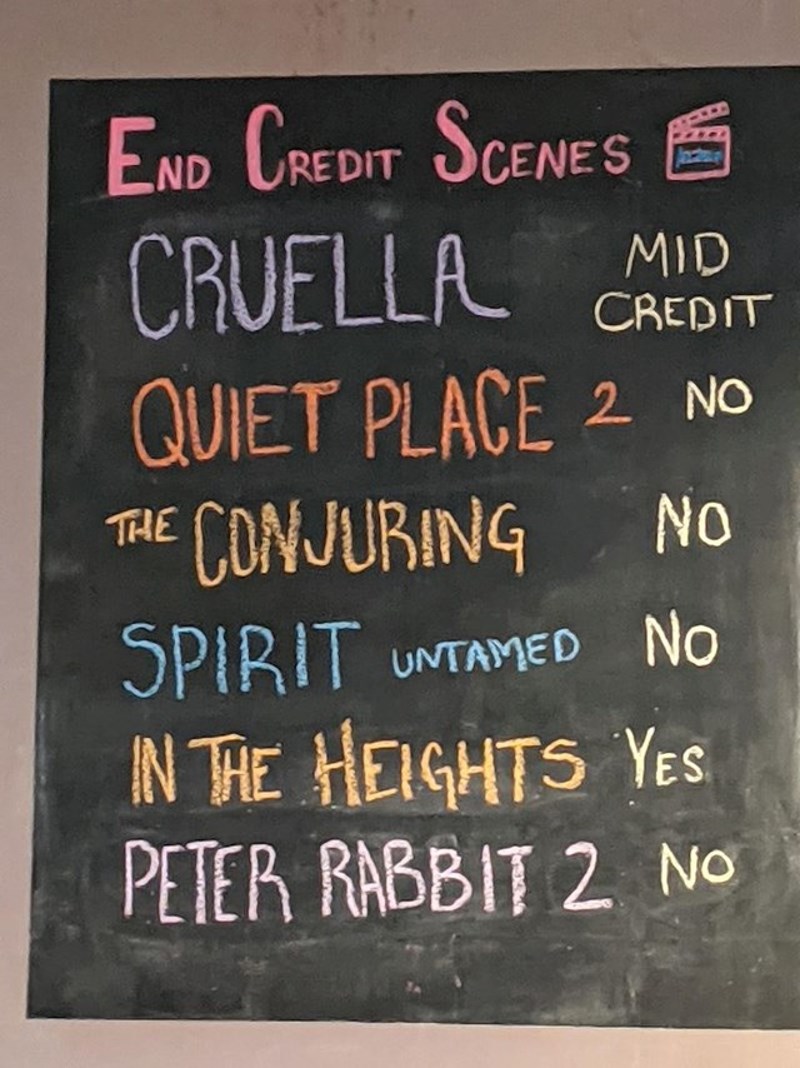 END CREDIT SCENES
CRUELLA MID CREDIT
QUIET PLACE 2 NO
THE CONJURING NO
SPIRIT UNTAMED NO
IN THE HEIGHTS YES
PETER RABBIT 2 NO